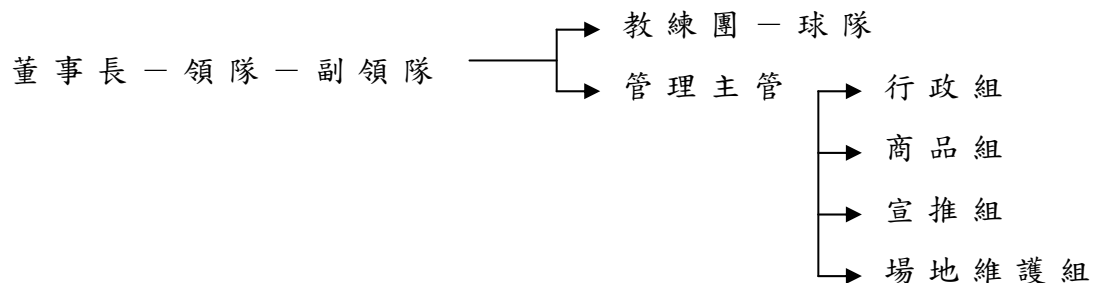 教練團－球隊
董事長－領隊－副領隊
管理主管
行政組
商品組
宣推組
場地維護組